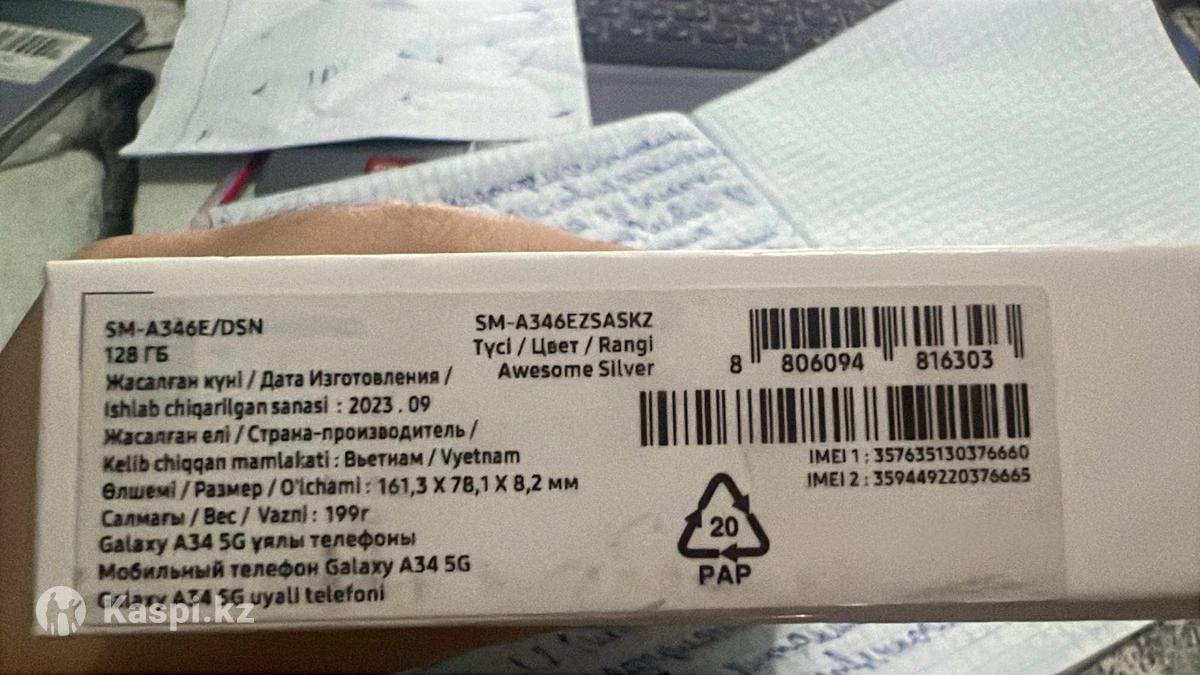 SM-A346E/DSN
128 ГБ
Жасалған күні / Дата Изготовления /
Ishlab chiqarilgan sanasi : 2023 . 09
Жасалған елі / Страна-производитель /
Kelib chiqqan mamlakati : Вьетнам / Vyetnam
Өлшемі / Размер / O'lchami : 161,3 X 78,1 X 8,2 мм
Салмағы / Вес / Vazni : 199г
Galaxy A34 5G ұялы телефоны
Мобильный телефон Galaxy A34 5G
Galaxy A34 5G uyali telefoni
SM-A346EZSASKZ
Түсі / Цвет / Rangi
Awesome Silver
8 806094 816303
IMEI 1 : 357635130376660
IMEI 2 : 359449220376665
20
PAP
Kaspi.kz